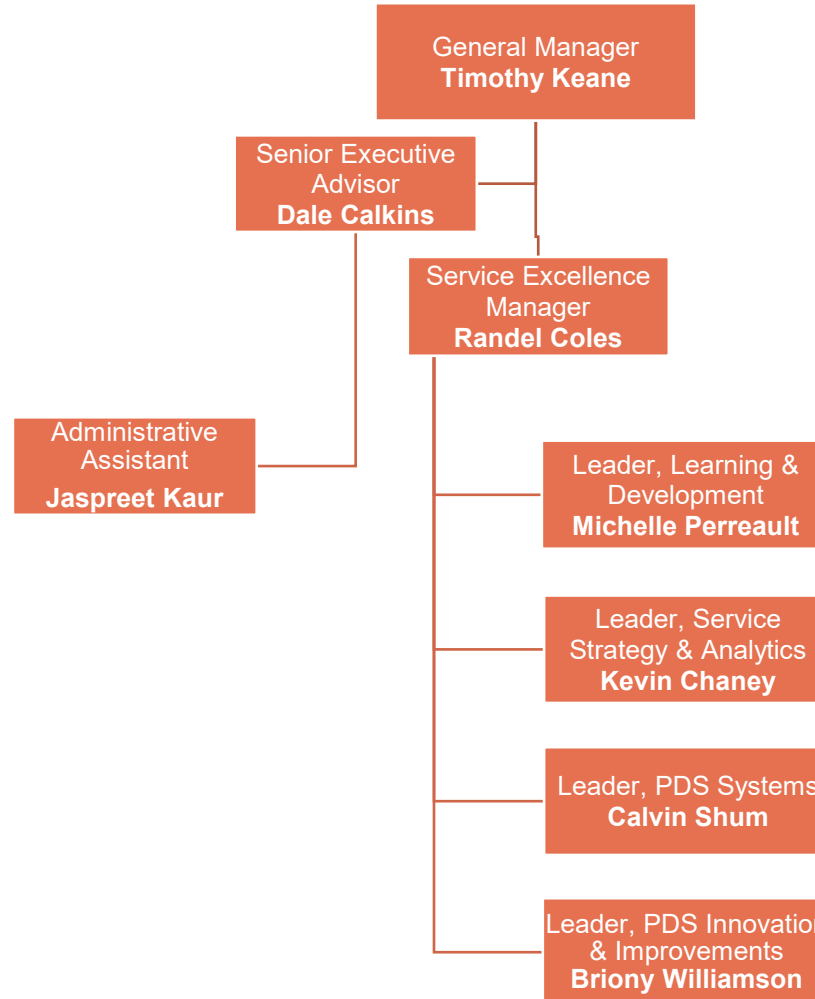 General Manager
Timothy Keane
Senior Executive
Advisor
Dale Calkins
Service Excellence
Manager
Randel Coles
Administrative
Assistant
Jaspreet Kaur
Leader, Learning &
Development
Michelle Perreault
Leader, Service
Strategy & Analytics
Kevin Chaney
Leader, PDS Systems
Calvin Shum
Leader, PDS Innovation
& Improvements
Briony Williamson